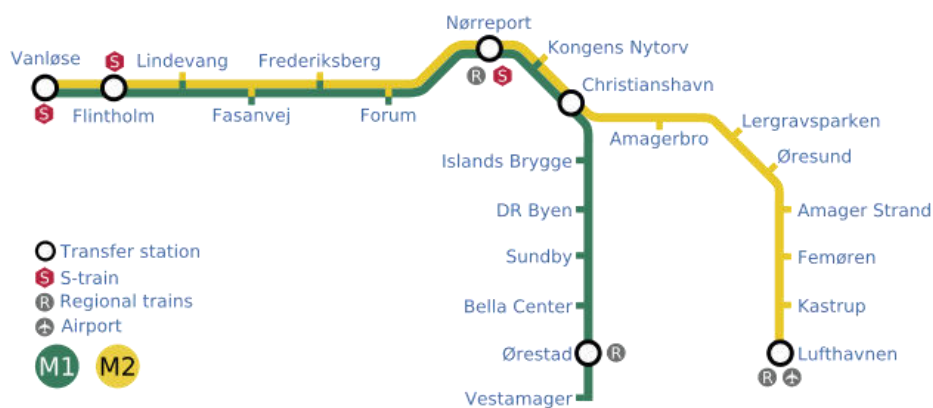 Nørreport
Vanløse
S
Lindevang
Frederiksberg
Kongens Nytorv
R S
Christianshavn
S
Flintholm
Fasanvej
Forum
Lergravsparken
Amagerbro
Islands Brygge
Øresund
DR Byen
Amager Strand
Transfer station
Sundby
Femøren
S S-train
R Regional trains
Bella Center
Kastrup
Airport
Ørestad R
Lufthavnen
M1 M2
R
Vestamager